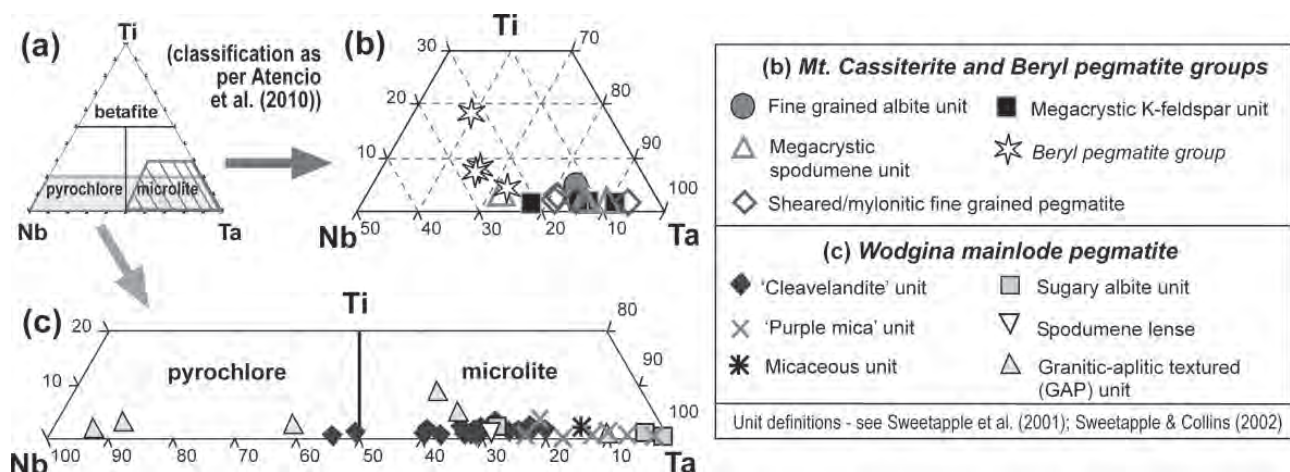 (a)
Ti
(classification as
per Atencio
et al. (2010))
betafite
pyrochlore
microlite
Nb
Ta
(b)
Ti
30
70
20
80
10
90
100
Nb
50
40
30
20
10
Ta
(c)
Ti
20
80
10
90
pyrochlore
microlite
100
Nb
100
90
80
70
60
50
40
30
20
10
Ta
(b) Mt. Cassiterite and Beryl pegmatite groups
Fine grained albite unit
Megacrystic K-feldspar unit
Megacrystic
spodumene unit
Beryl pegmatite group
Sheared/mylonitic fine grained pegmatite
(c) Wodgina mainlode pegmatite
'Cleavelandite' unit
Sugary albite unit
'Purple mica' unit
Spodumene lense
Micaceous unit
Granitic-aplitic textured
(GAP) unit
Unit definitions - see Sweetapple et al. (2001); Sweetapple & Collins (2002)